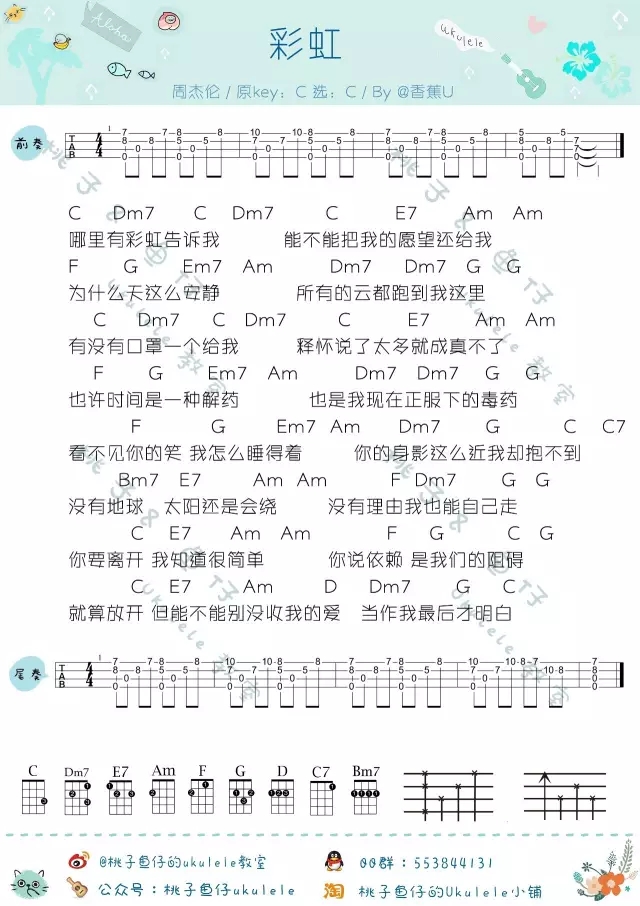 Aloha
ukulele
彩虹
周杰伦 / 原key：C 选：C / By @香蕉U
前奏
C Dm7 C Dm7 C E7 Am Am
哪里有彩虹告诉我 能不能把我的愿望还给我
F G Em7 Am Dm7 Dm7 G G
为什么天这么安静 所有的云都跑到我这里
C Dm7 C Dm7 C E7 Am Am
有没有口罩一个给我 释怀说了太多就成真不了
F G Em7 Am Dm7 Dm7 G G
也许时间是一种解药 也是我现在正服下的毒药
F G Em7 Am Dm7 G C C7
看不见你的笑 我怎么睡得着 你的身影这么近我却抱不到
Bm7 E7 Am Am F Dm7 G G
没有地球 太阳还是会绕 没有理由我也能自己走
C E7 Am Am F G C G
你要离开 我知道很简单 你说依赖 是我们的阻碍
C E7 Am D Dm7 G C
就算放开 但能不能别没收我的爱 当作我最后才明白
尾奏
C Dm7 E7 Am F G D C7 Bm7
@桃子鱼仔的ukulele教室 QQ群：553844131
公众号：桃子鱼仔ukulele 淘 桃子鱼仔的Ukulele小铺